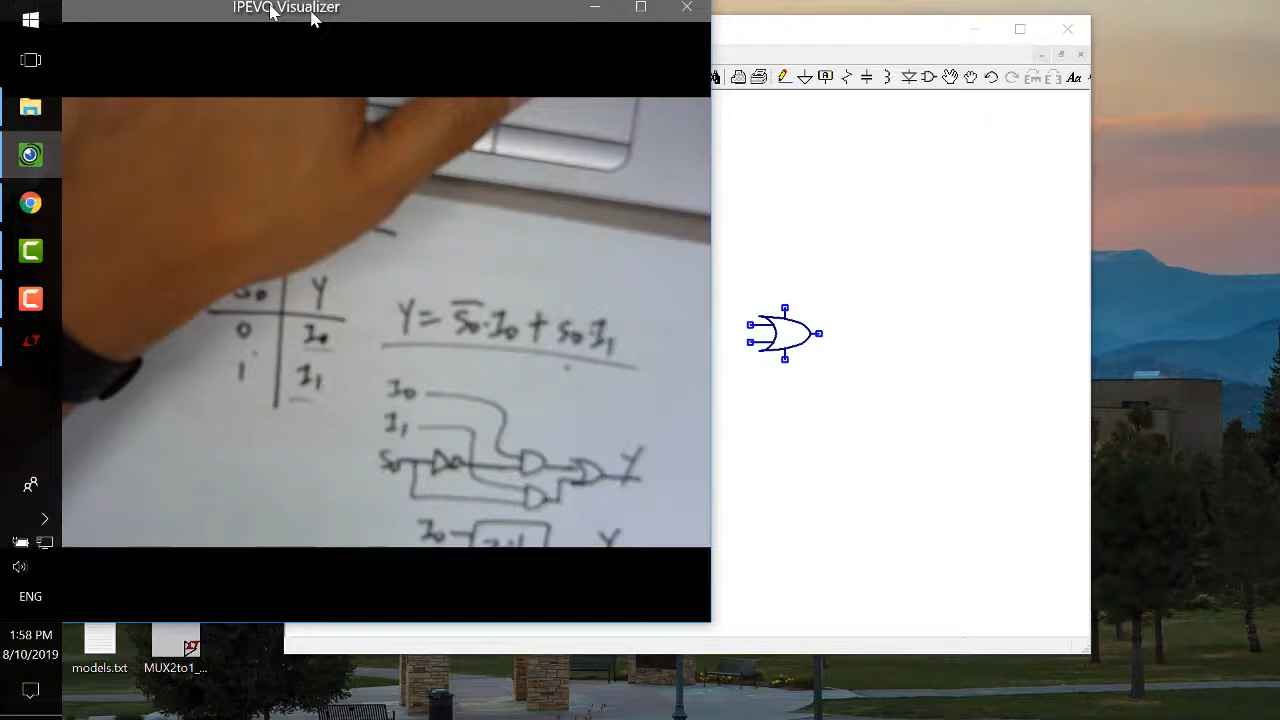 IPEVO Visualizer
Aa
S₀ Y
0 I₀
1 I₁
Y = S̅₀·I₀ + S₀·I₁
I₀
I₁
S₀ Y
I₀ Y
ENG
1:58 PM
8/10/2019
models.txt
MUX2to1_...